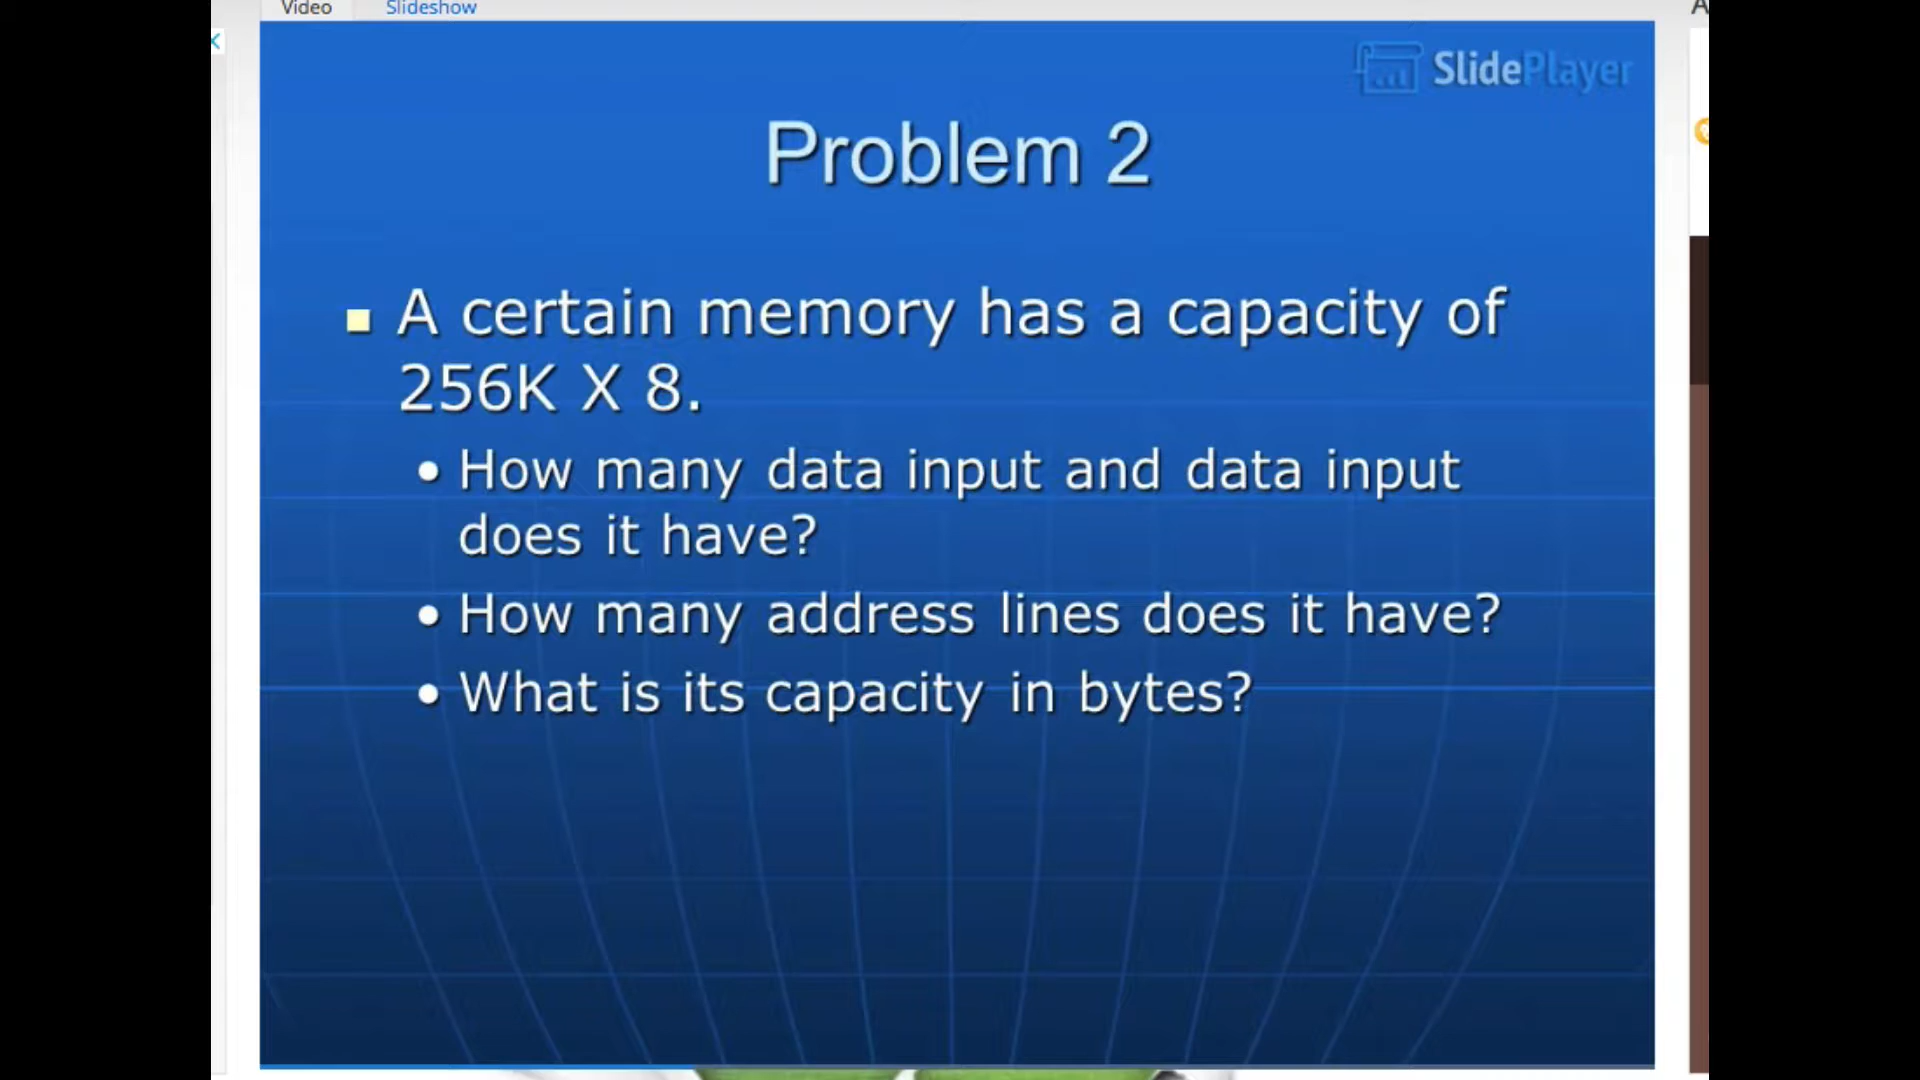 Video Slideshow
SlidePlayer
Problem 2
A certain memory has a capacity of
256K X 8.
How many data input and data input
does it have?
How many address lines does it have?
What is its capacity in bytes?